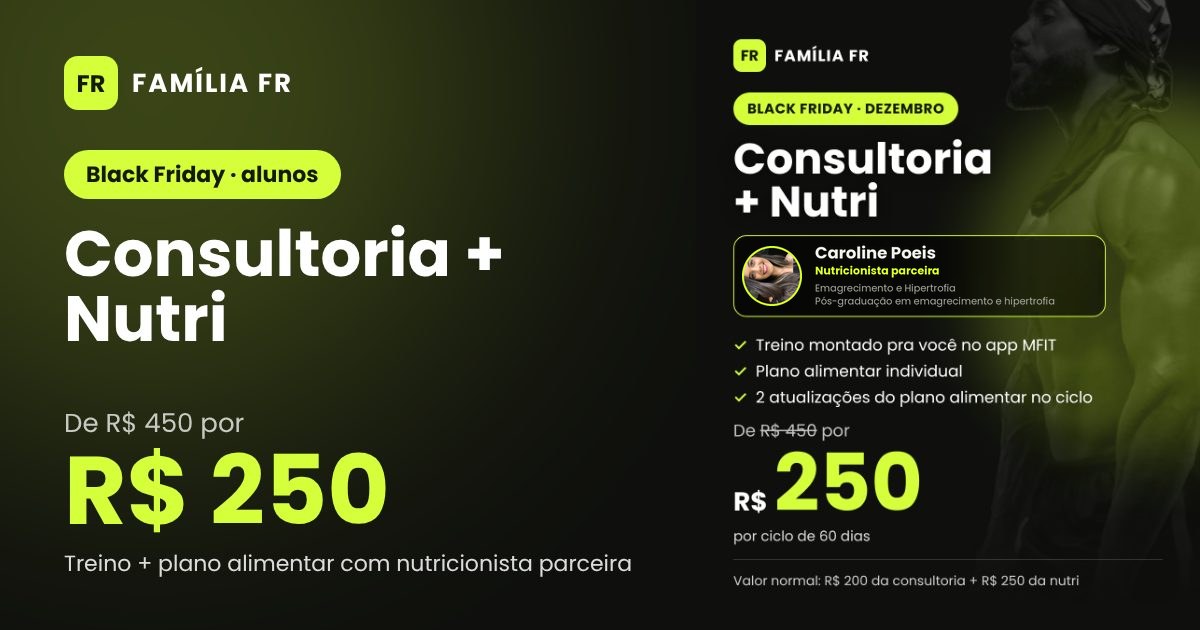 FR FAMÍLIA FR
Black Friday · alunos
Consultoria +
Nutri
De R$ 450 por
R$ 250
Treino + plano alimentar com nutricionista parceira
FR FAMÍLIA FR
BLACK FRIDAY · DEZEMBRO
Consultoria
+ Nutri
Caroline Poeis
Nutricionista parceira
Emagrecimento e Hipertrofia
Pós-graduação em emagrecimento e hipertrofia
Treino montado pra você no app MFIT
Plano alimentar individual
2 atualizações do plano alimentar no ciclo
De R$ 450 por
R$ 250
por ciclo de 60 dias
Valor normal: R$ 200 da consultoria + R$ 250 da nutri